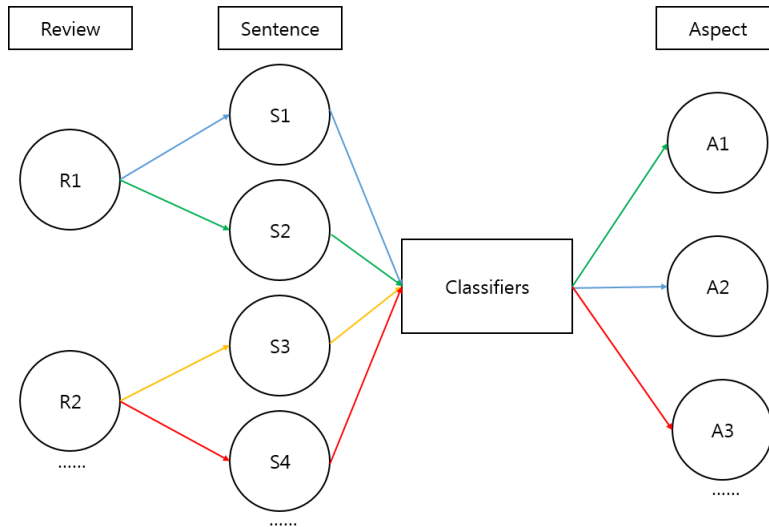 Review
Sentence
Aspect
R1
R2
......
S1
S2
S3
S4
......
Classifiers
A1
A2
A3
......